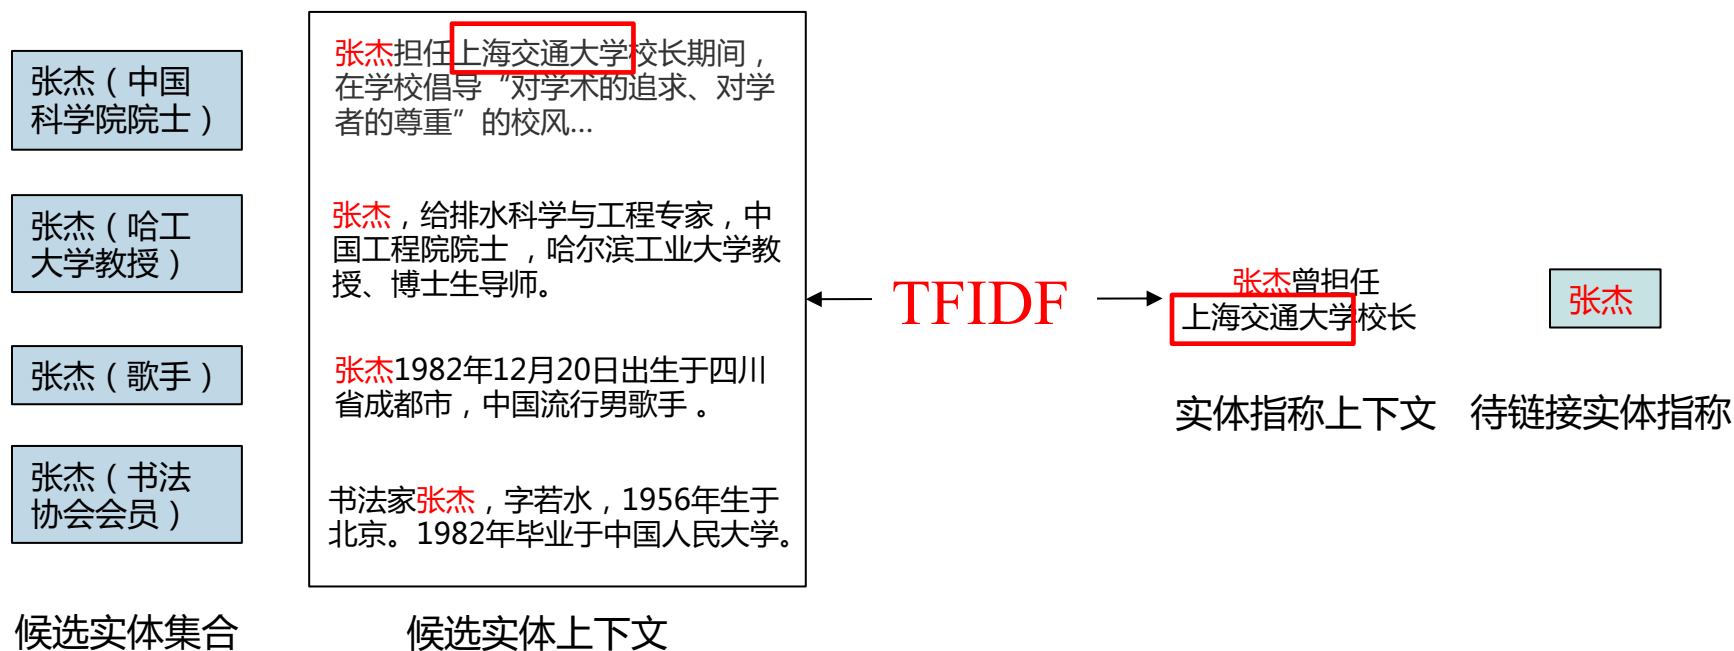 张杰（中国
科学院院士）
张杰（哈工
大学教授）
张杰（歌手）
张杰（书法
协会会员）
候选实体集合
张杰担任上海交通大学校长期间，
在学校倡导“对学术的追求、对学
者的尊重”的校风...
张杰，给排水科学与工程专家，中
国工程院院士 ，哈尔滨工业大学教
授、博士生导师。
张杰1982年12月20日出生于四川
省成都市，中国流行男歌手 。
书法家张杰，字若水，1956年生于
北京。1982年毕业于中国人民大学。
候选实体上下文
TFIDF
张杰曾担任
上海交通大学校长
实体指称上下文
张杰
待链接实体指称